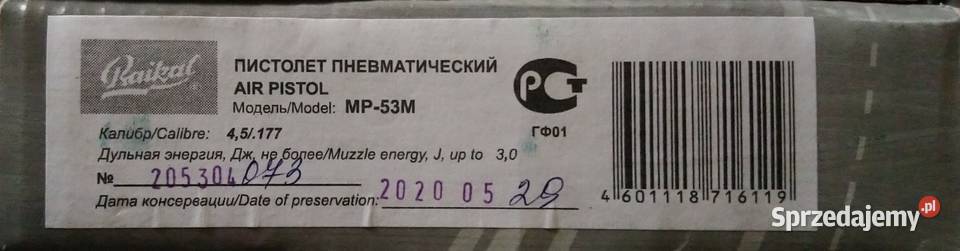 Baikal
ПИСТОЛЕТ ПНЕВМАТИЧЕСКИЙ
AIR PISTOL
Модель/Model: МР-53М
Калибр/Calibre: 4,5/.177
Дульная энергия, Дж, не более/Muzzle energy, J, up to 3,0
№ 205304073
Дата консервации/Date of preservation: 2020 05 29
РСТ
ГФ01
4 601118 716119
Sprzedajemy.pl